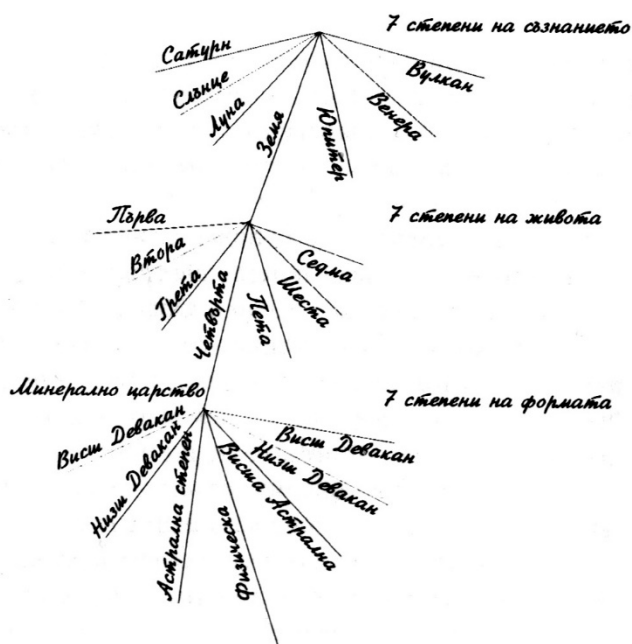 7 степени на съзнанието
Сатурн
Слънце
Луна
Земя
Юпитер
Венера
Вулкан
7 степени на живота
Първа
Втора
Трета
Четвърта
Пета
Шеста
Седма
Минерално царство
7 степени на формата
Висш Девакан
Низш Девакан
Астрална степен
Физическа
Висша Астрална
Низш Девакан
Висш Девакан